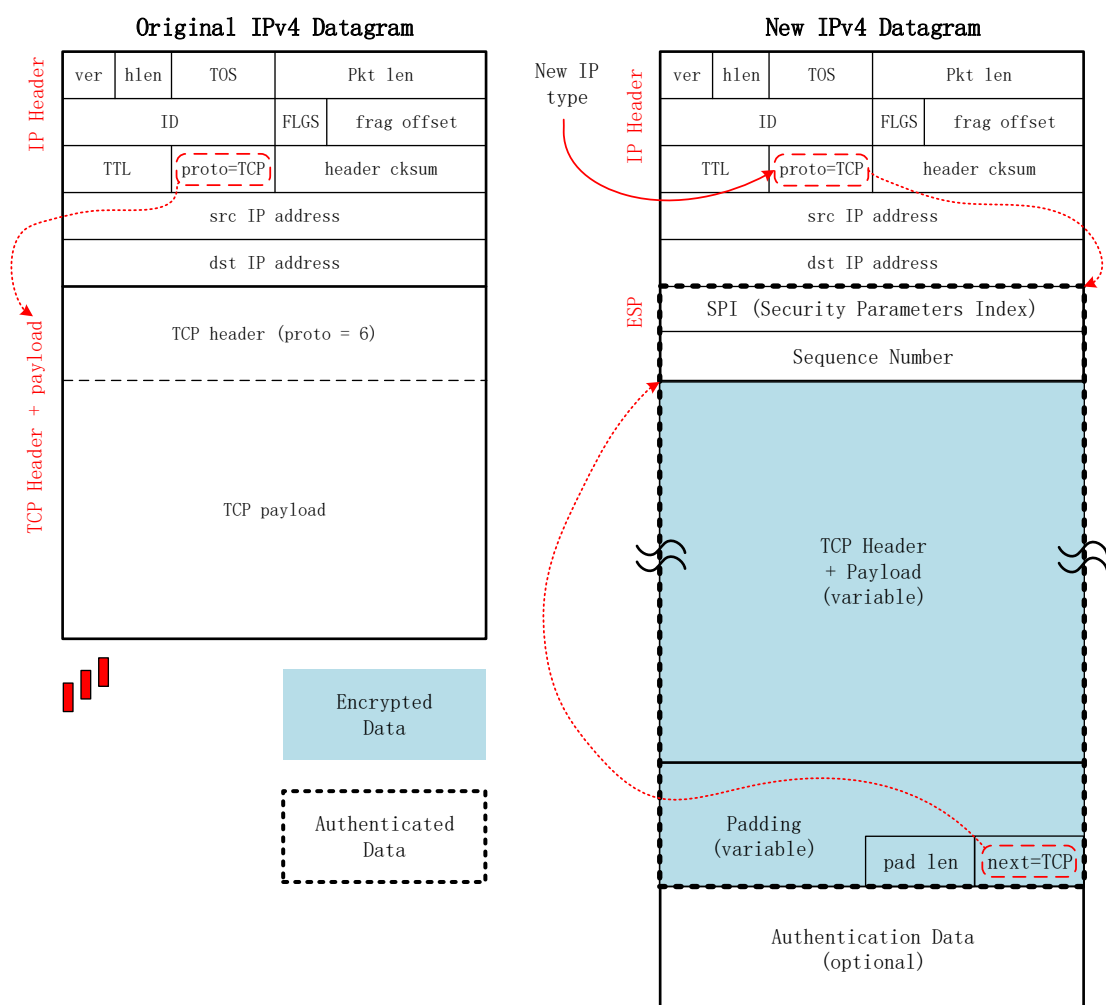 Original IPv4 Datagram
IP Header
ver
hlen
TOS
Pkt len
ID
FLGS
frag offset
TTL
proto=TCP
header cksum
src IP address
dst IP address
TCP Header + payload
TCP header (proto = 6)
TCP payload
Encrypted
Data
Authenticated
Data
New IPv4 Datagram
New IP
type
IP Header
ver
hlen
TOS
Pkt len
ID
FLGS
frag offset
TTL
proto=TCP
header cksum
src IP address
dst IP address
ESP
SPI (Security Parameters Index)
Sequence Number
TCP Header
+ Payload
(variable)
Padding
(variable)
pad len
next=TCP
Authentication Data
(optional)